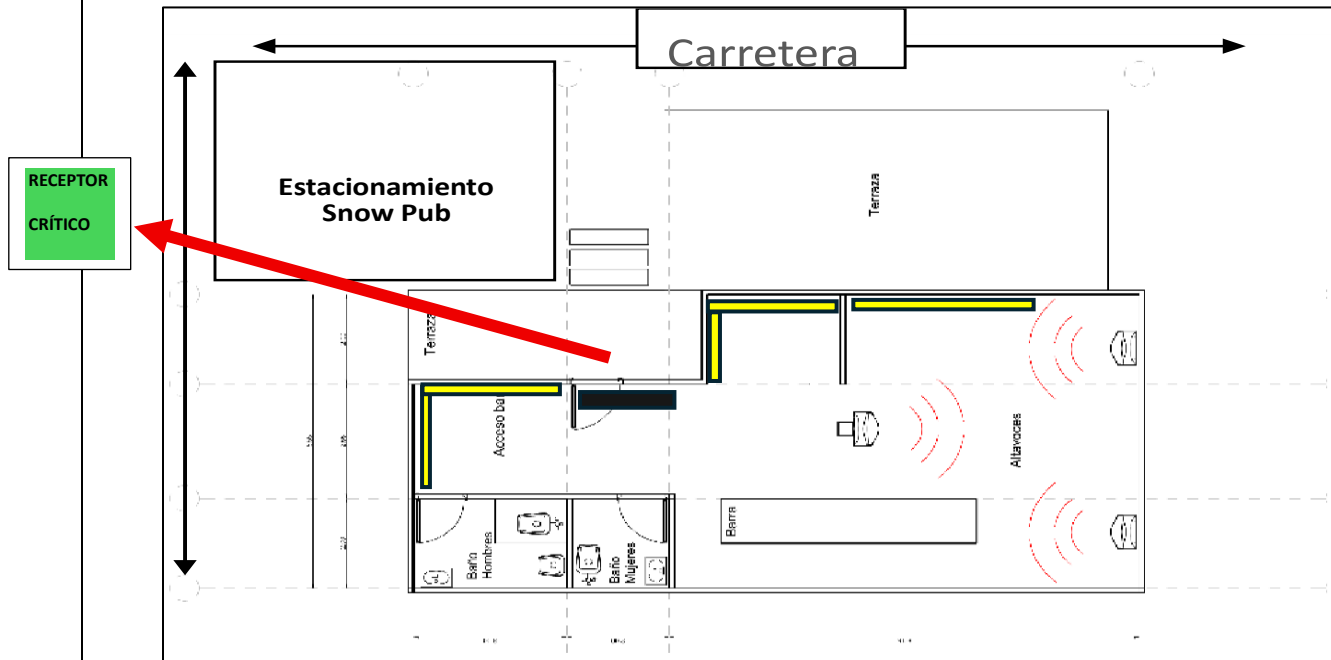 Carretera
RECEPTOR
CRÍTICO
Estacionamiento
Snow Pub
Terraza
Terraza
Acceso bar
Altavoces
Barra
Baño
Hombres
Baño
Mujeres